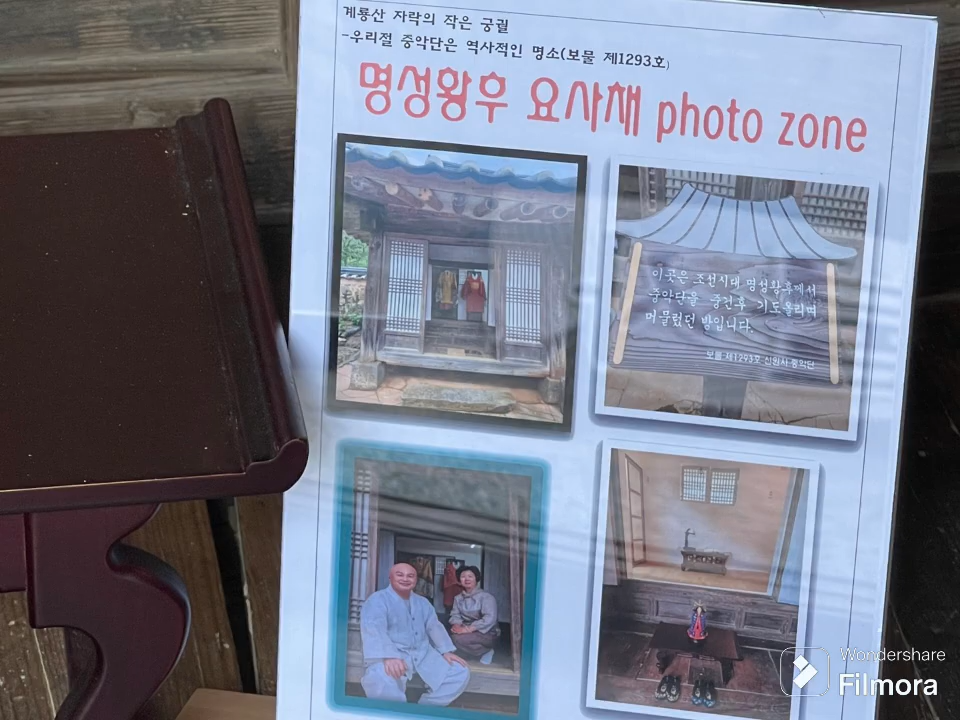 계룡산 자락의 작은 궁궐
-우리절 중악단은 역사적인 명소(보물 제1293호)
명성황후 요사채 photo zone
이곳은 조선시대 명성황후께서
중악단을 중건후 기도올리며
머물렀던 방입니다.
보물 제1293호 신원사 중악단
Wondershare
Filmora